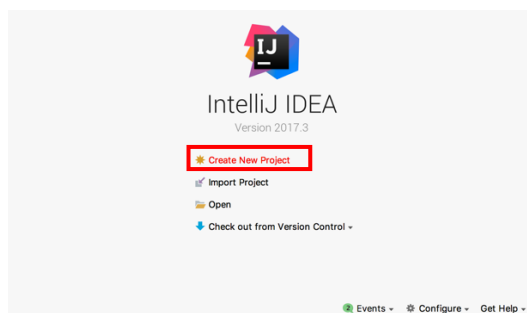 IJ
IntelliJ IDEA
Version 2017.3
Create New Project
Import Project
Open
Check out from Version Control
2 Events Configure Get Help